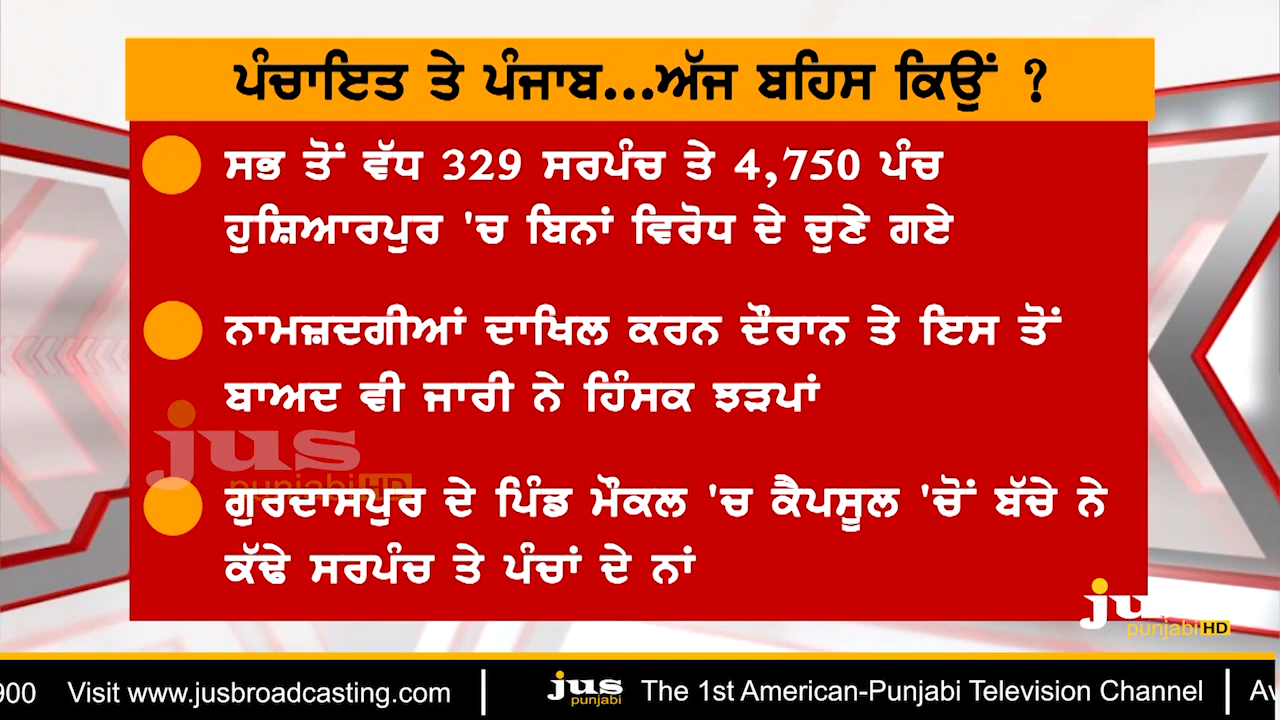 ਪੰਚਾਇਤ ਤੇ ਪੰਜਾਬ...ਅੱਜ ਬਹਿਸ ਕਿਉਂ ?
ਸਭ ਤੋਂ ਵੱਧ 329 ਸਰਪੰਚ ਤੇ 4,750 ਪੰਚ
ਹੁਸ਼ਿਆਰਪੁਰ 'ਚ ਬਿਨਾਂ ਵਿਰੋਧ ਦੇ ਚੁਣੇ ਗਏ
ਨਾਮਜ਼ਦਗੀਆਂ ਦਾਖਿਲ ਕਰਨ ਦੌਰਾਨ ਤੇ ਇਸ ਤੋਂ
ਬਾਅਦ ਵੀ ਜਾਰੀ ਨੇ ਹਿੰਸਕ ਝੜਪਾਂ
jus
punjabi HD
ਗੁਰਦਾਸਪੁਰ ਦੇ ਪਿੰਡ ਮੌਕਲ 'ਚ ਕੈਪਸੂਲ 'ਚੋਂ ਬੱਚੇ ਨੇ
ਕੱਢੇ ਸਰਪੰਚ ਤੇ ਪੰਚਾਂ ਦੇ ਨਾਂ
punjabi HD
900 Visit www.jusbroadcasting.com | jus punjabi The 1st American-Punjabi Television Channel | Av